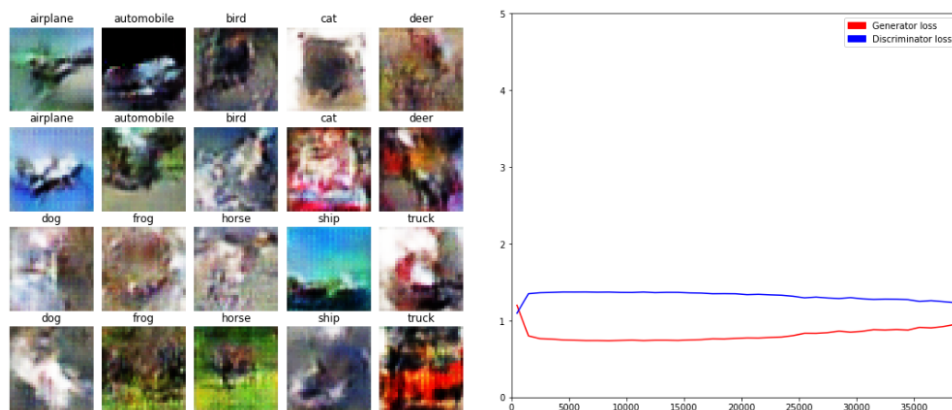 airplane automobile bird cat deer
airplane automobile bird cat deer
dog frog horse ship truck
dog frog horse ship truck
5
4
3
2
1
0
0 5000 10000 15000 20000 25000 30000 35000
Generator loss
Discriminator loss